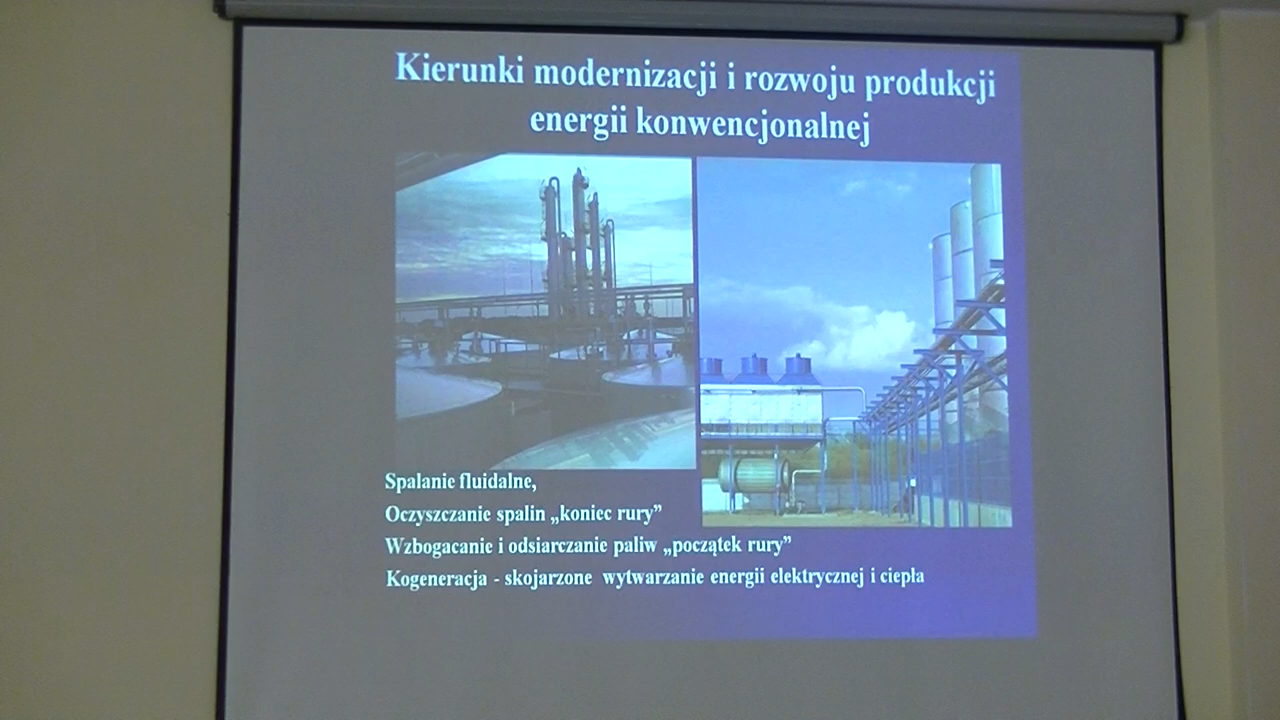 Kierunki modernizacji i rozwoju produkcji
energii konwencjonalnej
Spalanie fluidalne,
Oczyszczanie spalin „koniec rury”
Wzbogacanie i odsiarczanie paliw „początek rury”
Kogeneracja - skojarzone wytwarzanie energii elektrycznej i ciepła